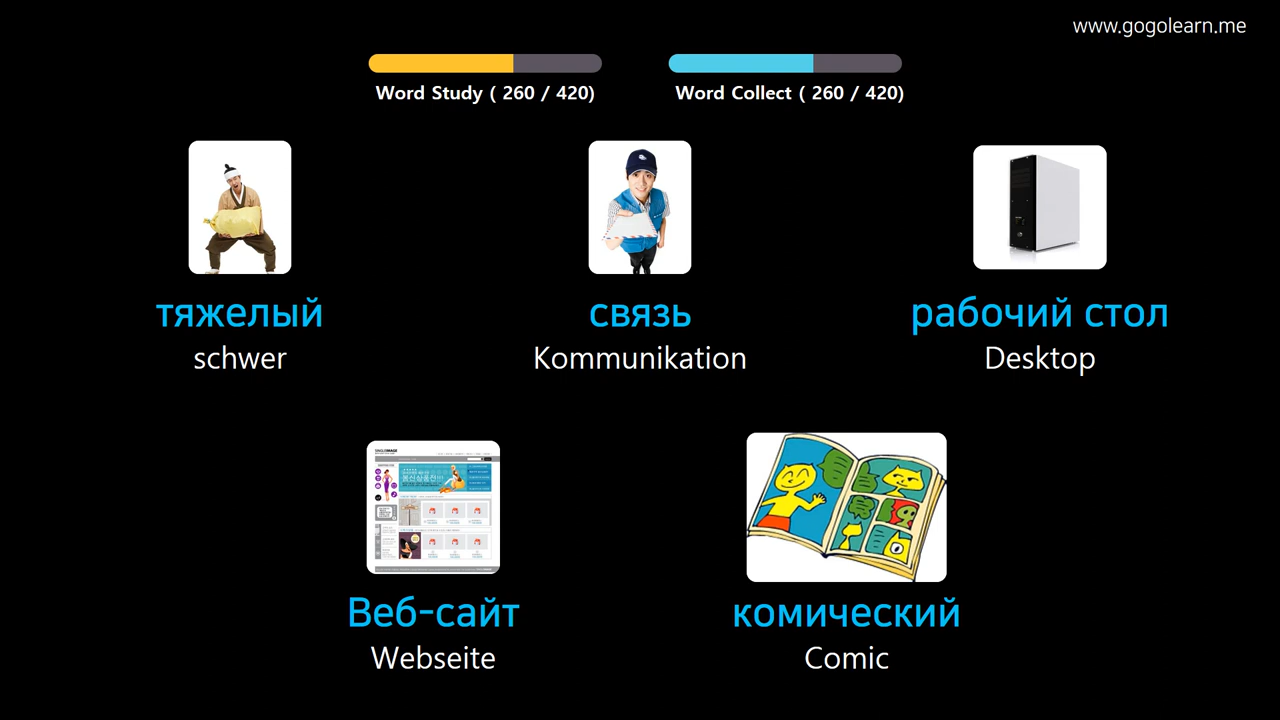 www.gogolearn.me
Word Study ( 260 / 420)
Word Collect ( 260 / 420)
тяжелый
schwer
связь
Kommunikation
рабочий стол
Desktop
Веб-сайт
Webseite
комический
Comic